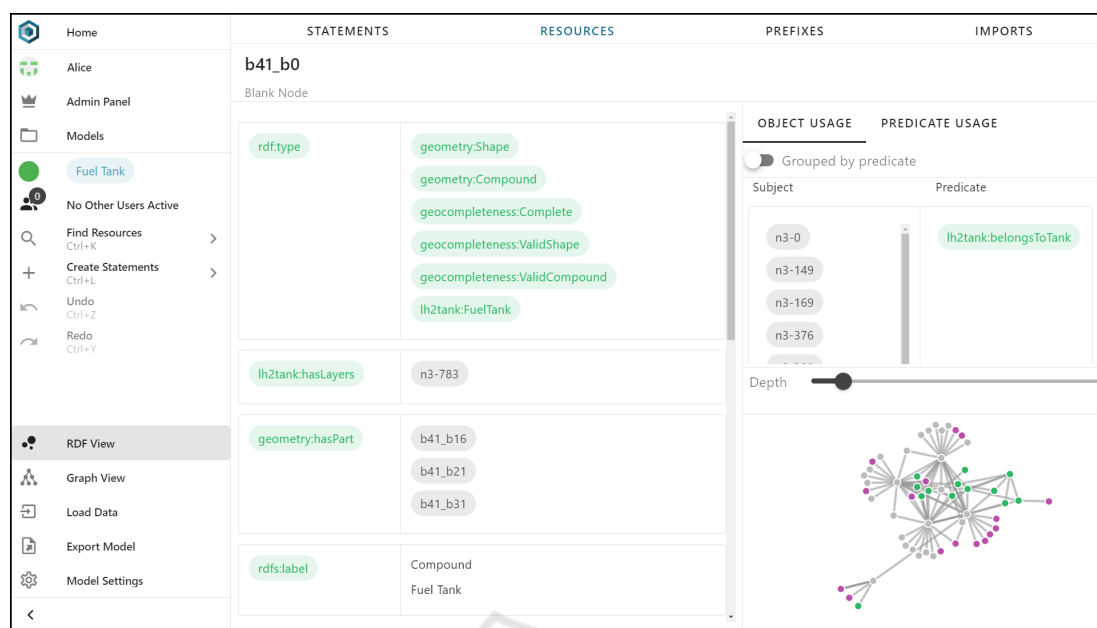 Home
Alice
Admin Panel
Models
Fuel Tank
0
No Other Users Active
Find Resources
Ctrl+K
Create Statements
Ctrl+L
Undo
Ctrl+Z
Redo
Ctrl+Y
RDF View
Graph View
Load Data
Export Model
Model Settings
STATEMENTS RESOURCES PREFIXES IMPORTS
b41_b0
Blank Node
rdf:type
geometry:Shape
geometry:Compound
geocompleteness:Complete
geocompleteness:ValidShape
geocompleteness:ValidCompound
lh2tank:FuelTank
lh2tank:hasLayers
n3-783
geometry:hasPart
b41_b16
b41_b21
b41_b31
rdfs:label
Compound
Fuel Tank
OBJECT USAGE PREDICATE USAGE
Grouped by predicate
Subject Predicate
n3-0 lh2tank:belongsToTank
n3-149
n3-169
n3-376
Depth